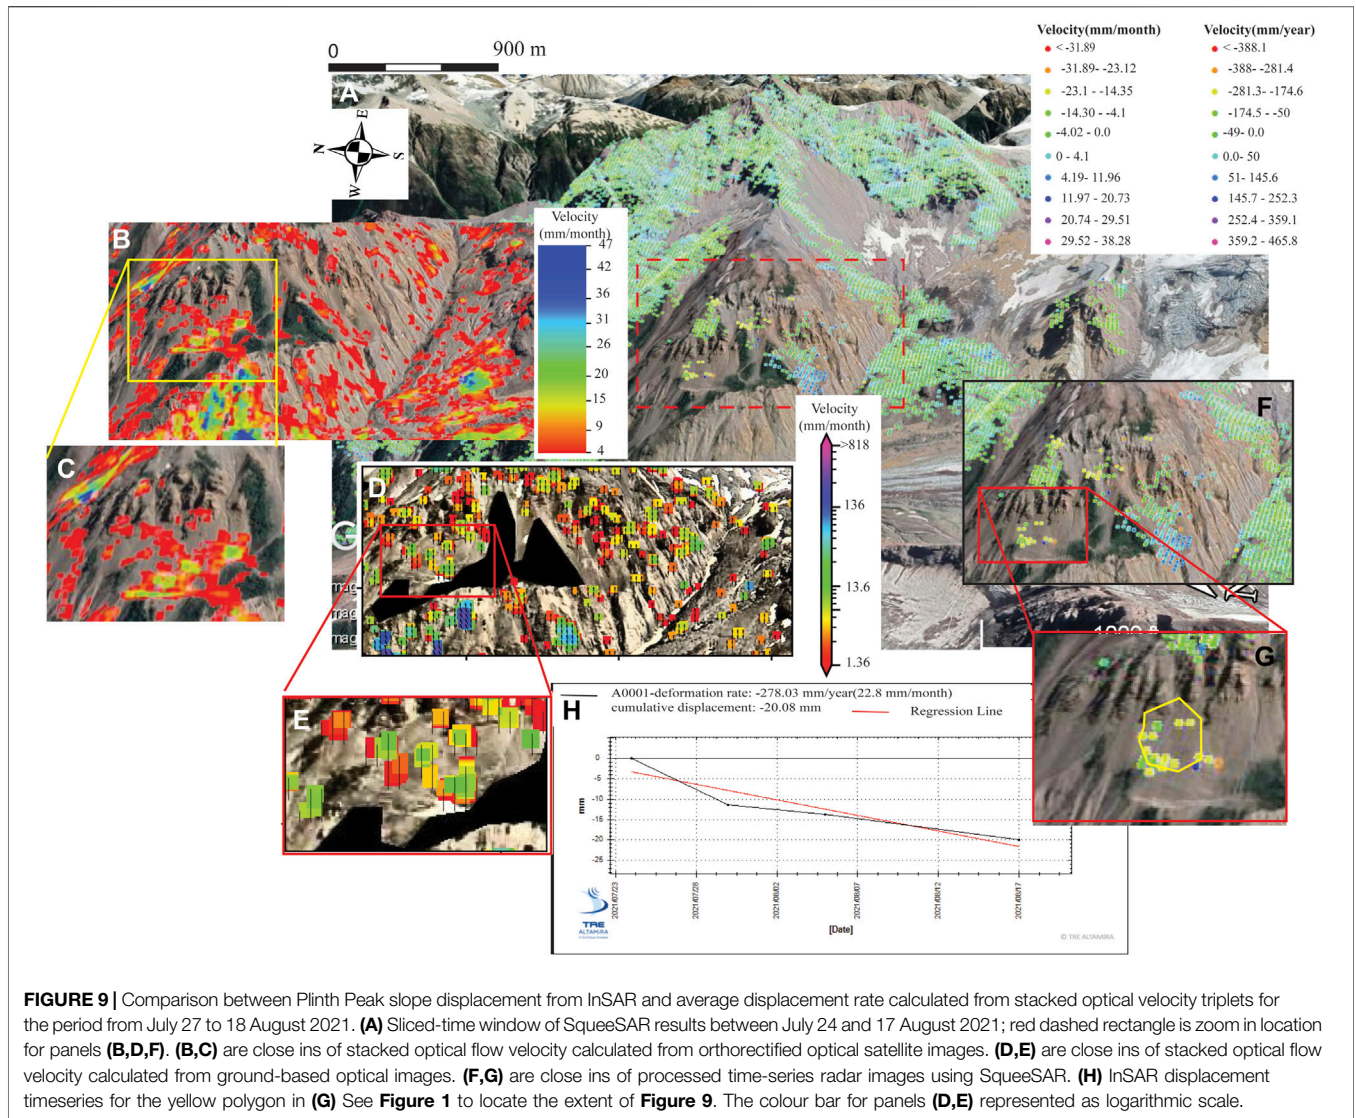 0 900 m
A
E
N
S
W
Velocity(mm/month)
< -31.89
-31.89- -23.12
-23.1 - -14.35
-14.30 - -4.1
-4.02 - 0.0
0 - 4.1
4.19- 11.96
11.97 - 20.73
20.74 - 29.51
29.52 - 38.28
Velocity(mm/year)
< -388.1
-388- -281.4
-281.3- -174.6
-174.5 - -50
-49- 0.0
0.0- 50
51- 145.6
145.7 - 252.3
252.4 - 359.1
359.2 - 465.8
B
Velocity
(mm/month)
47
42
36
31
26
20
15
9
4
C
D
G
mag
mag
mag
Velocity
(mm/month)
>818
136
13.6
1.36
F
G
E
H
A0001-deformation rate: -278.03 mm/year(22.8 mm/month)
cumulative displacement: -20.08 mm
Regression Line
0
-5
-10
-15
-20
-25
mm
2021/07/23
2021/07/28
2021/08/02
2021/08/07
2021/08/12
2021/08/17
[Date]
TRE
ALTAMIRA
© TRE ALTAMIRA
FIGURE 9 | Comparison between Plinth Peak slope displacement from InSAR and average displacement rate calculated from stacked optical velocity triplets for
the period from July 27 to 18 August 2021. (A) Sliced-time window of SqueeSAR results between July 24 and 17 August 2021; red dashed rectangle is zoom in location
for panels (B,D,F). (B,C) are close ins of stacked optical flow velocity calculated from orthorectified optical satellite images. (D,E) are close ins of stacked optical flow
velocity calculated from ground-based optical images. (F,G) are close ins of processed time-series radar images using SqueeSAR. (H) InSAR displacement
timeseries for the yellow polygon in (G) See Figure 1 to locate the extent of Figure 9. The colour bar for panels (D,E) represented as logarithmic scale.